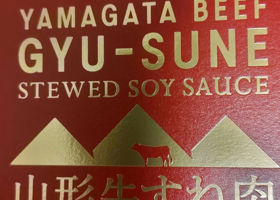 YAMAGATA BEEF
GYU-SUNE
STEWED SOY SAUCE
山形牛すね肉